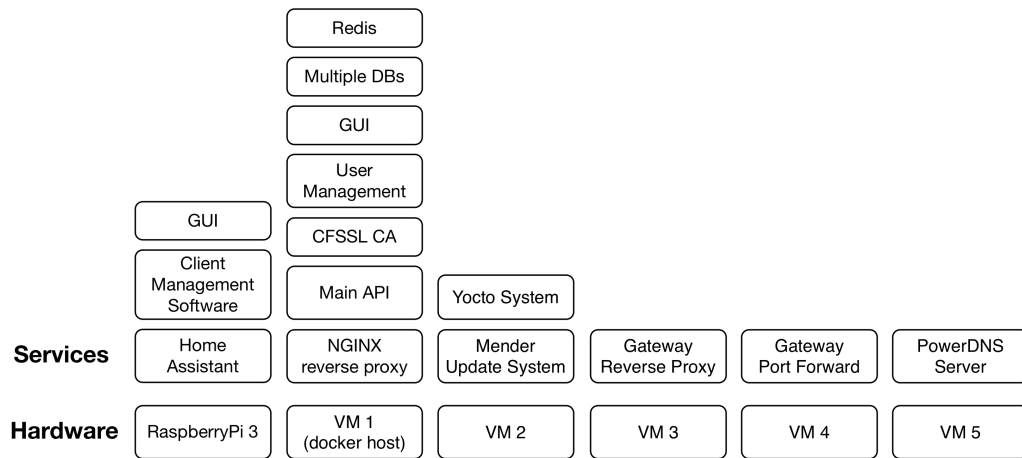 Redis
Multiple DBs
GUI
User
Management
GUI
CFSSL CA
Client
Management
Software
Main API
Yocto System
Services
Home
Assistant
NGINX
reverse proxy
Mender
Update System
Gateway
Reverse Proxy
Gateway
Port Forward
PowerDNS
Server
Hardware
RaspberryPi 3
VM 1
(docker host)
VM 2
VM 3
VM 4
VM 5